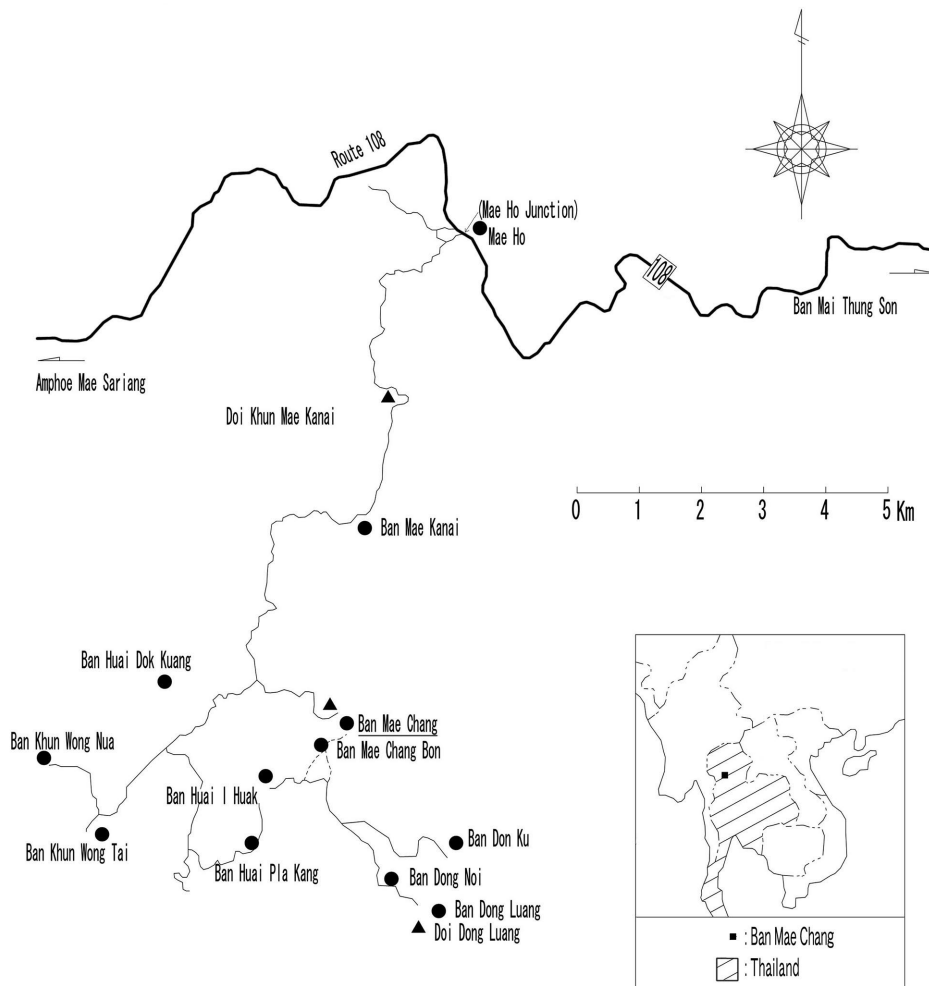 Route 108
(Mae Ho Junction)
Mae Ho
108
Ban Mai Thung Son
Amphoe Mae Sariang
Doi Khun Mae Kanai
0 1 2 3 4 5 Km
Ban Mae Kanai
Ban Huai Dok Kuang
Ban Mae Chang
Ban Khun Wong Nua
Ban Mae Chang Bon
Ban Huai I Huak
Ban Khun Wong Tai
Ban Don Ku
Ban Huai Pla Kang
Ban Dong Noi
Ban Dong Luang
Doi Dong Luang
: Ban Mae Chang
: Thailand